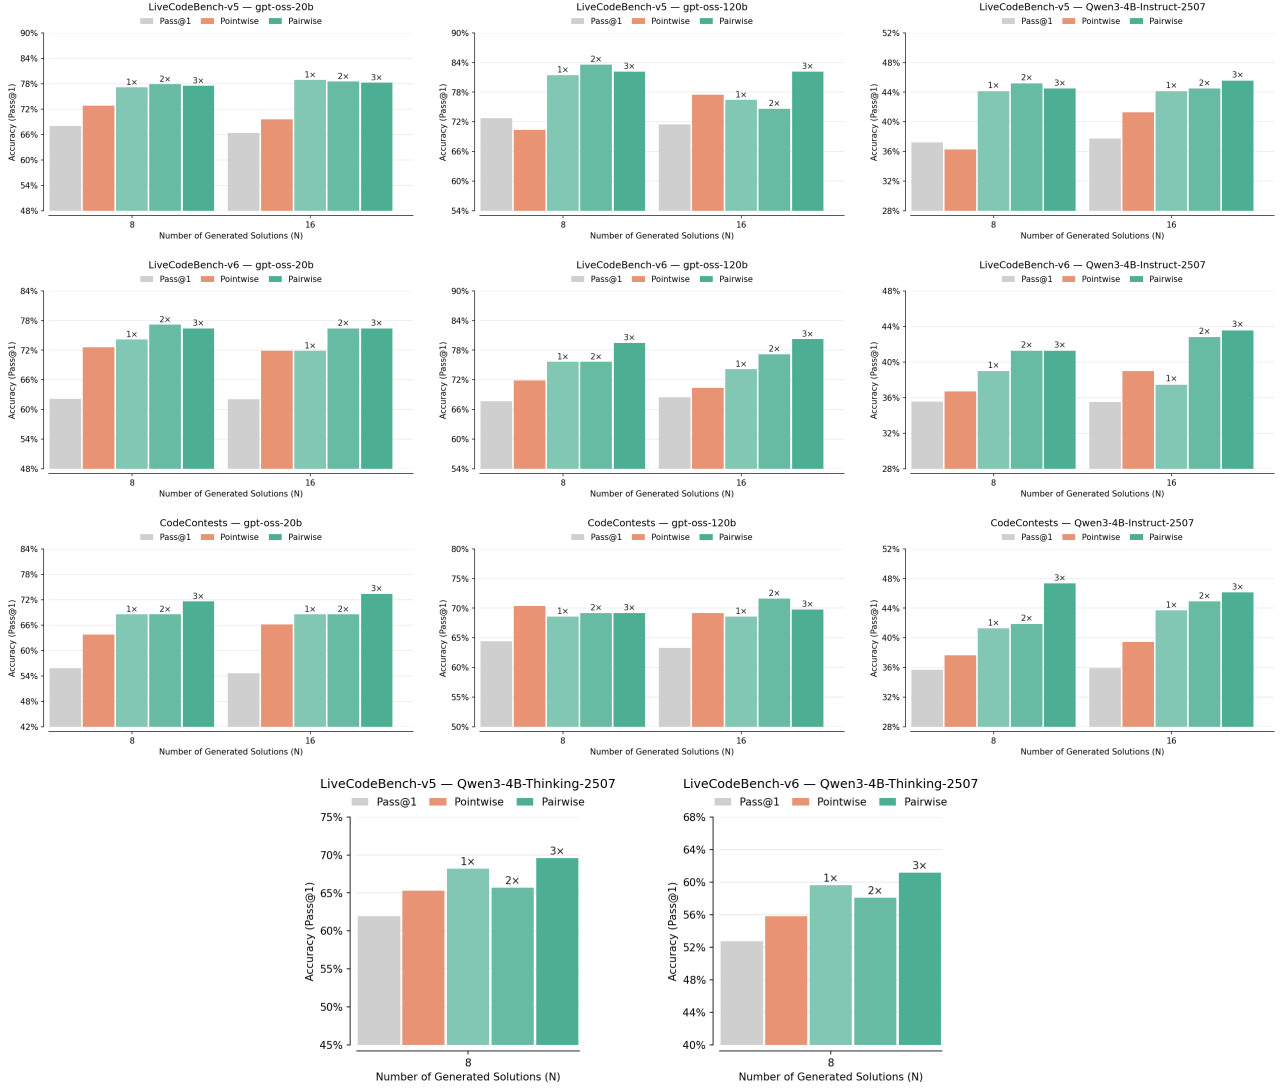 LiveCodeBench-v5 — gpt-oss-20b
Pass@1 Pointwise Pairwise
Accuracy (Pass@1)
90%
84%
78%
72%
66%
60%
54%
48%
1× 2× 3× 1× 2× 3×
8 16
Number of Generated Solutions (N)
LiveCodeBench-v5 — gpt-oss-120b
Pass@1 Pointwise Pairwise
Accuracy (Pass@1)
90%
84%
78%
72%
66%
60%
54%
1× 2× 3× 1× 2× 3×
8 16
Number of Generated Solutions (N)
LiveCodeBench-v5 — Qwen3-4B-Instruct-2507
Pass@1 Pointwise Pairwise
Accuracy (Pass@1)
52%
48%
44%
40%
36%
32%
28%
1× 2× 3× 1× 2× 3×
8 16
Number of Generated Solutions (N)
LiveCodeBench-v6 — gpt-oss-20b
Pass@1 Pointwise Pairwise
Accuracy (Pass@1)
84%
78%
72%
66%
60%
54%
48%
1× 2× 3× 1× 2× 3×
8 16
Number of Generated Solutions (N)
LiveCodeBench-v6 — gpt-oss-120b
Pass@1 Pointwise Pairwise
Accuracy (Pass@1)
90%
84%
78%
72%
66%
60%
54%
1× 2× 3× 1× 2× 3×
8 16
Number of Generated Solutions (N)
LiveCodeBench-v6 — Qwen3-4B-Instruct-2507
Pass@1 Pointwise Pairwise
Accuracy (Pass@1)
48%
44%
40%
36%
32%
28%
1× 2× 3× 1× 2× 3×
8 16
Number of Generated Solutions (N)
CodeContests — gpt-oss-20b
Pass@1 Pointwise Pairwise
Accuracy (Pass@1)
84%
78%
72%
66%
60%
54%
48%
42%
1× 2× 3× 1× 2× 3×
8 16
Number of Generated Solutions (N)
CodeContests — gpt-oss-120b
Pass@1 Pointwise Pairwise
Accuracy (Pass@1)
80%
75%
70%
65%
60%
55%
50%
1× 2× 3× 1× 2× 3×
8 16
Number of Generated Solutions (N)
CodeContests — Qwen3-4B-Instruct-2507
Pass@1 Pointwise Pairwise
Accuracy (Pass@1)
52%
48%
44%
40%
36%
32%
28%
1× 2× 3× 1× 2× 3×
8 16
Number of Generated Solutions (N)
LiveCodeBench-v5 — Qwen3-4B-Thinking-2507
Pass@1 Pointwise Pairwise
Accuracy (Pass@1)
75%
70%
65%
60%
55%
50%
45%
1× 2× 3×
8
Number of Generated Solutions (N)
LiveCodeBench-v6 — Qwen3-4B-Thinking-2507
Pass@1 Pointwise Pairwise
Accuracy (Pass@1)
68%
64%
60%
56%
52%
48%
44%
40%
1× 2× 3×
8
Number of Generated Solutions (N)